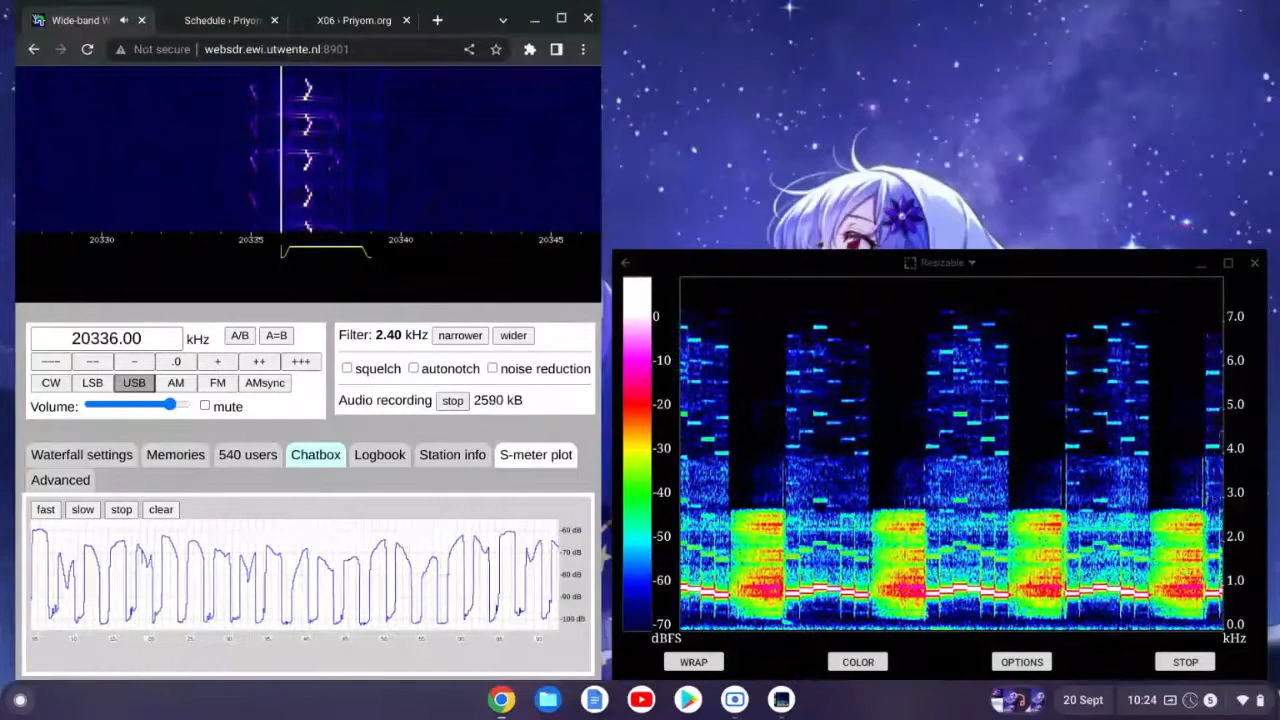 Wide-band W
Schedule › Priyom
X06 › Priyom.org
Not secure
websdr.ewi.utwente.nl:8901
20330
20335
20340
20345
20336.00 kHz A/B A=B
--- -- - .0 + ++ +++
CW LSB USB AM FM AMsync
Volume: mute
Filter: 2.40 kHz narrower wider
squelch autonotch noise reduction
Audio recording stop 2590 kB
Waterfall settings Memories 540 users Chatbox Logbook Station info S-meter plot
Advanced
fast slow stop clear
-60 dB
-70 dB
-80 dB
-90 dB
-100 dB
Resizable
0
-10
-20
-30
-40
-50
-60
-70
dBFS
7.0
6.0
5.0
4.0
3.0
2.0
1.0
0.0
kHz
WRAP COLOR OPTIONS STOP
20 Sept 10:24 5